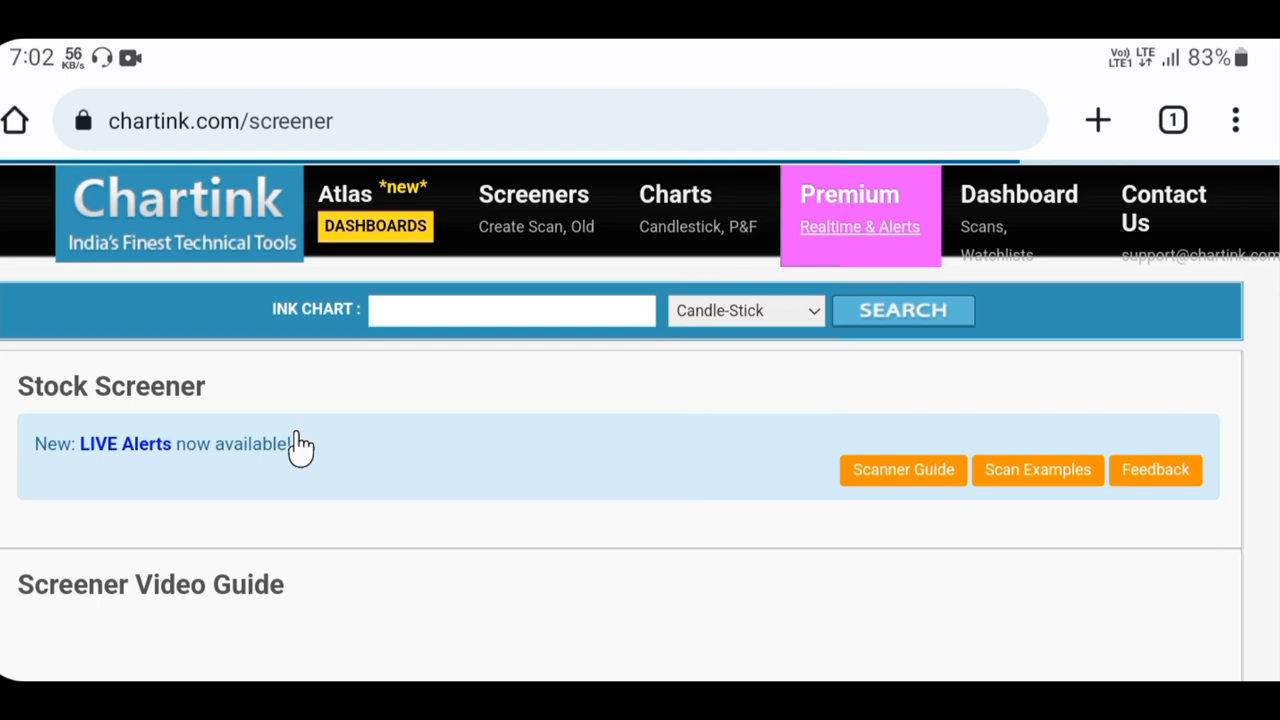 7:02 56 KB/s Vo) LTE1 LTE 83%
chartink.com/screener 1
Chartink
India's Finest Technical Tools
Atlas *new*
DASHBOARDS
Screeners
Create Scan, Old
Charts
Candlestick, P&F
Premium
Realtime & Alerts
Dashboard
Scans,
Watchlists
Contact
Us
support@chartink.com
INK CHART : Candle-Stick SEARCH
Stock Screener
New: LIVE Alerts now available!
Scanner Guide Scan Examples Feedback
Screener Video Guide